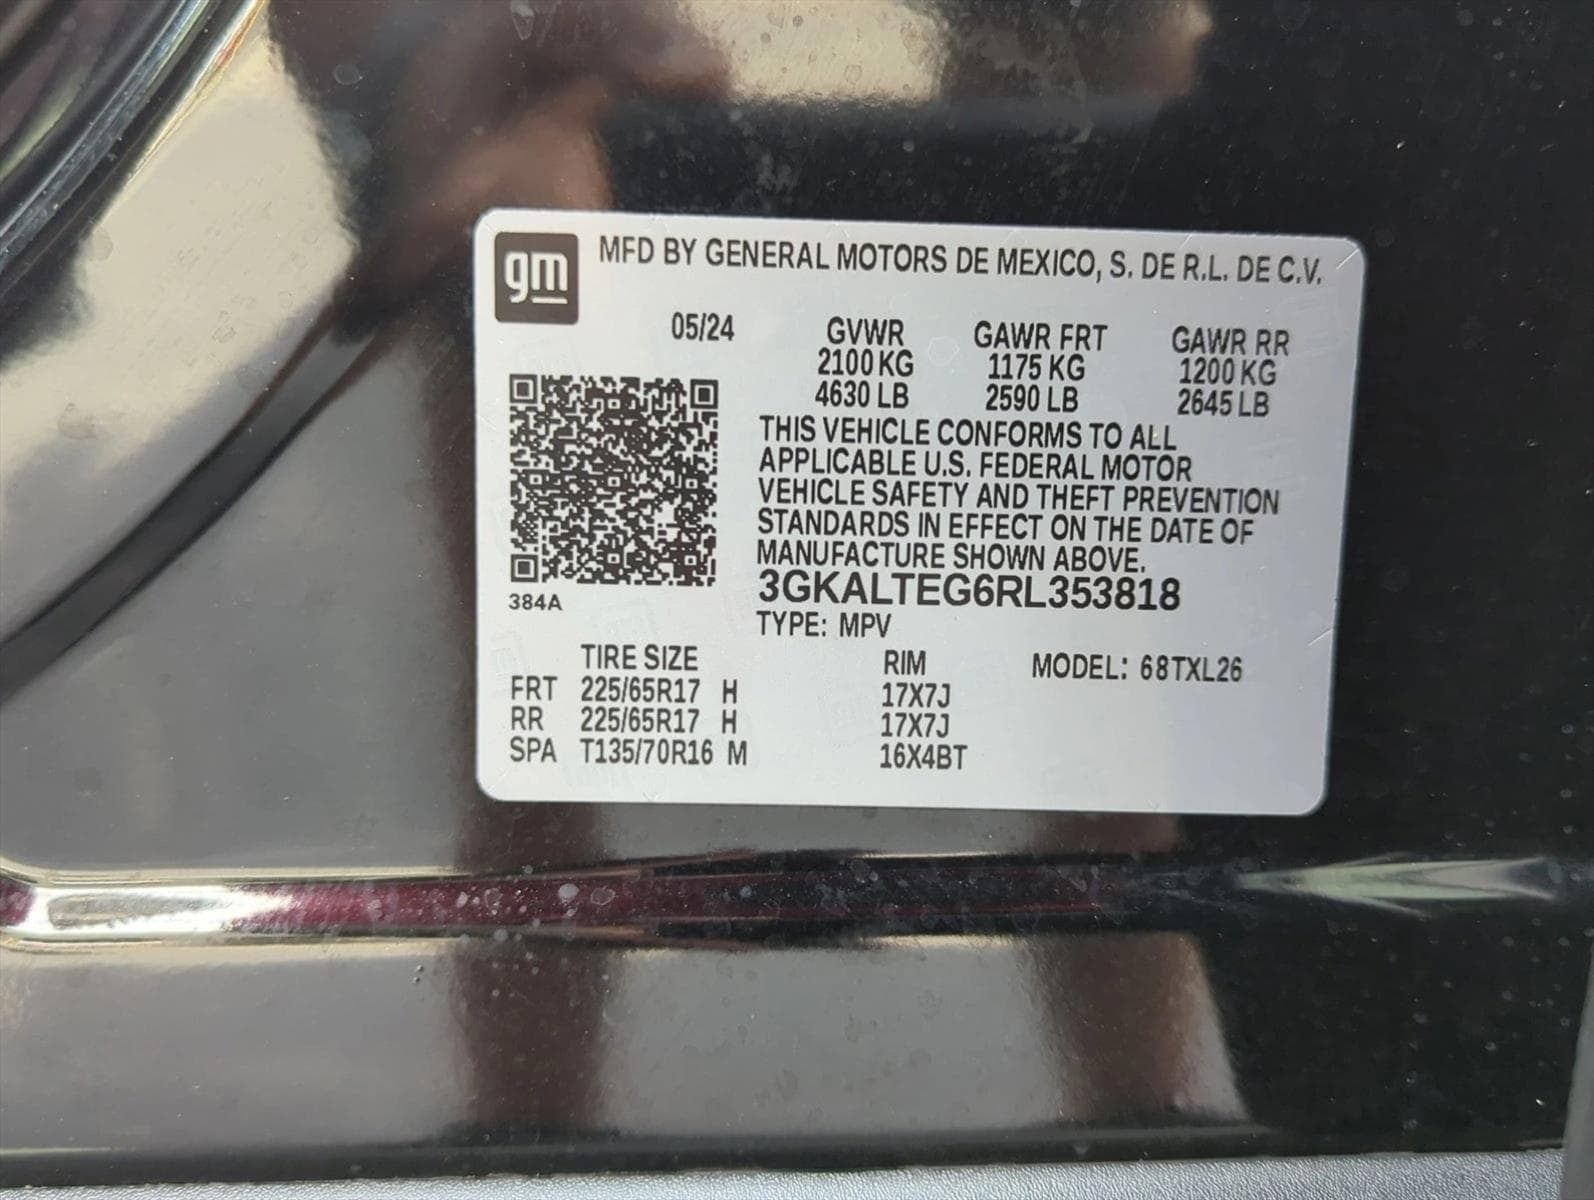 gm
MFD BY GENERAL MOTORS DE MEXICO, S. DE R.L. DE C.V.
05/24 GVWR GAWR FRT GAWR RR
2100 KG 1175 KG 1200 KG
4630 LB 2590 LB 2645 LB
THIS VEHICLE CONFORMS TO ALL
APPLICABLE U.S. FEDERAL MOTOR
VEHICLE SAFETY AND THEFT PREVENTION
STANDARDS IN EFFECT ON THE DATE OF
MANUFACTURE SHOWN ABOVE.
3GKALTEG6RL353818
384A
TYPE: MPV
TIRE SIZE RIM MODEL: 68TXL26
FRT 225/65R17 H 17X7J
RR 225/65R17 H 17X7J
SPA T135/70R16 M 16X4BT